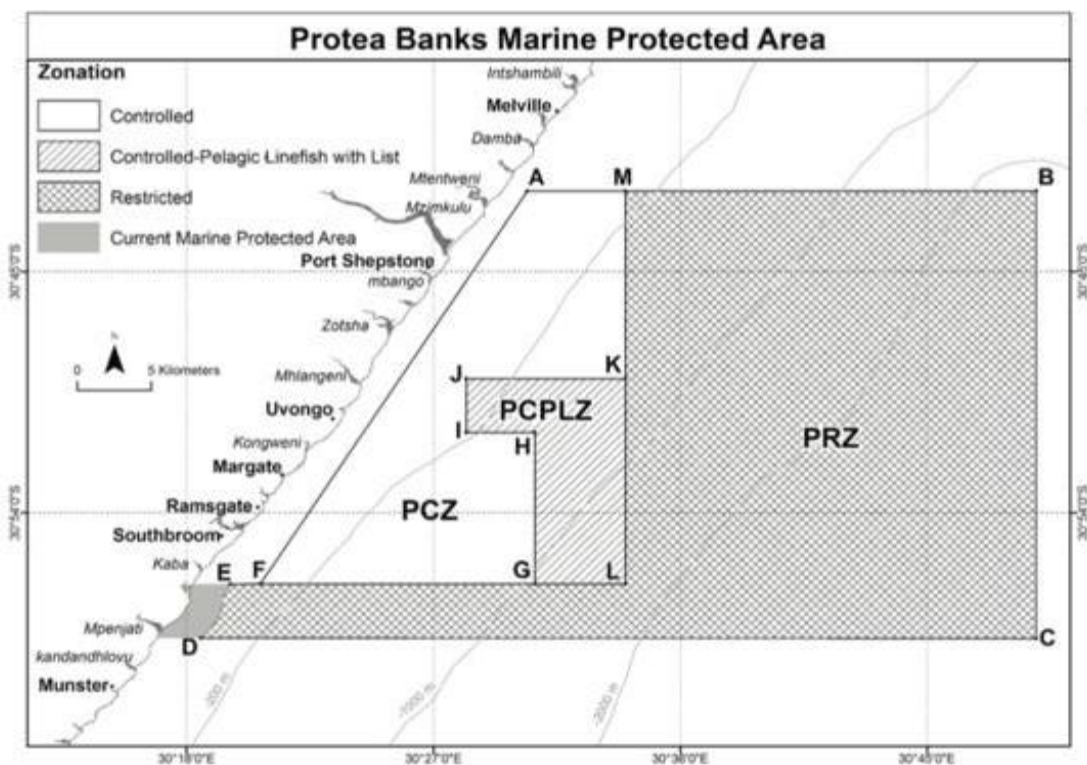 Protea Banks Marine Protected Area
Zonation
Controlled
Controlled-Pelagic Linefish with List
Restricted
Current Marine Protected Area
Intshambili
Melville
Damba
Mtentweni
Mzimkulu
A
M
B
Port Shepstone
mbango
30°45'0"S
Zotsha
N
0 5 Kilometers
Mhlangeni
J
K
Uvongo
PCPLZ
I
H
PRZ
Kongweni
Margate
Ramsgate
PCZ
30°54'0"S
Southbroom
Kaba
E
F
G
L
Mpenjati
D
C
kandandhlovu
Munster
-200 m
-2000 m
30°18'0"E
30°27'0"E
30°36'0"E
30°45'0"E